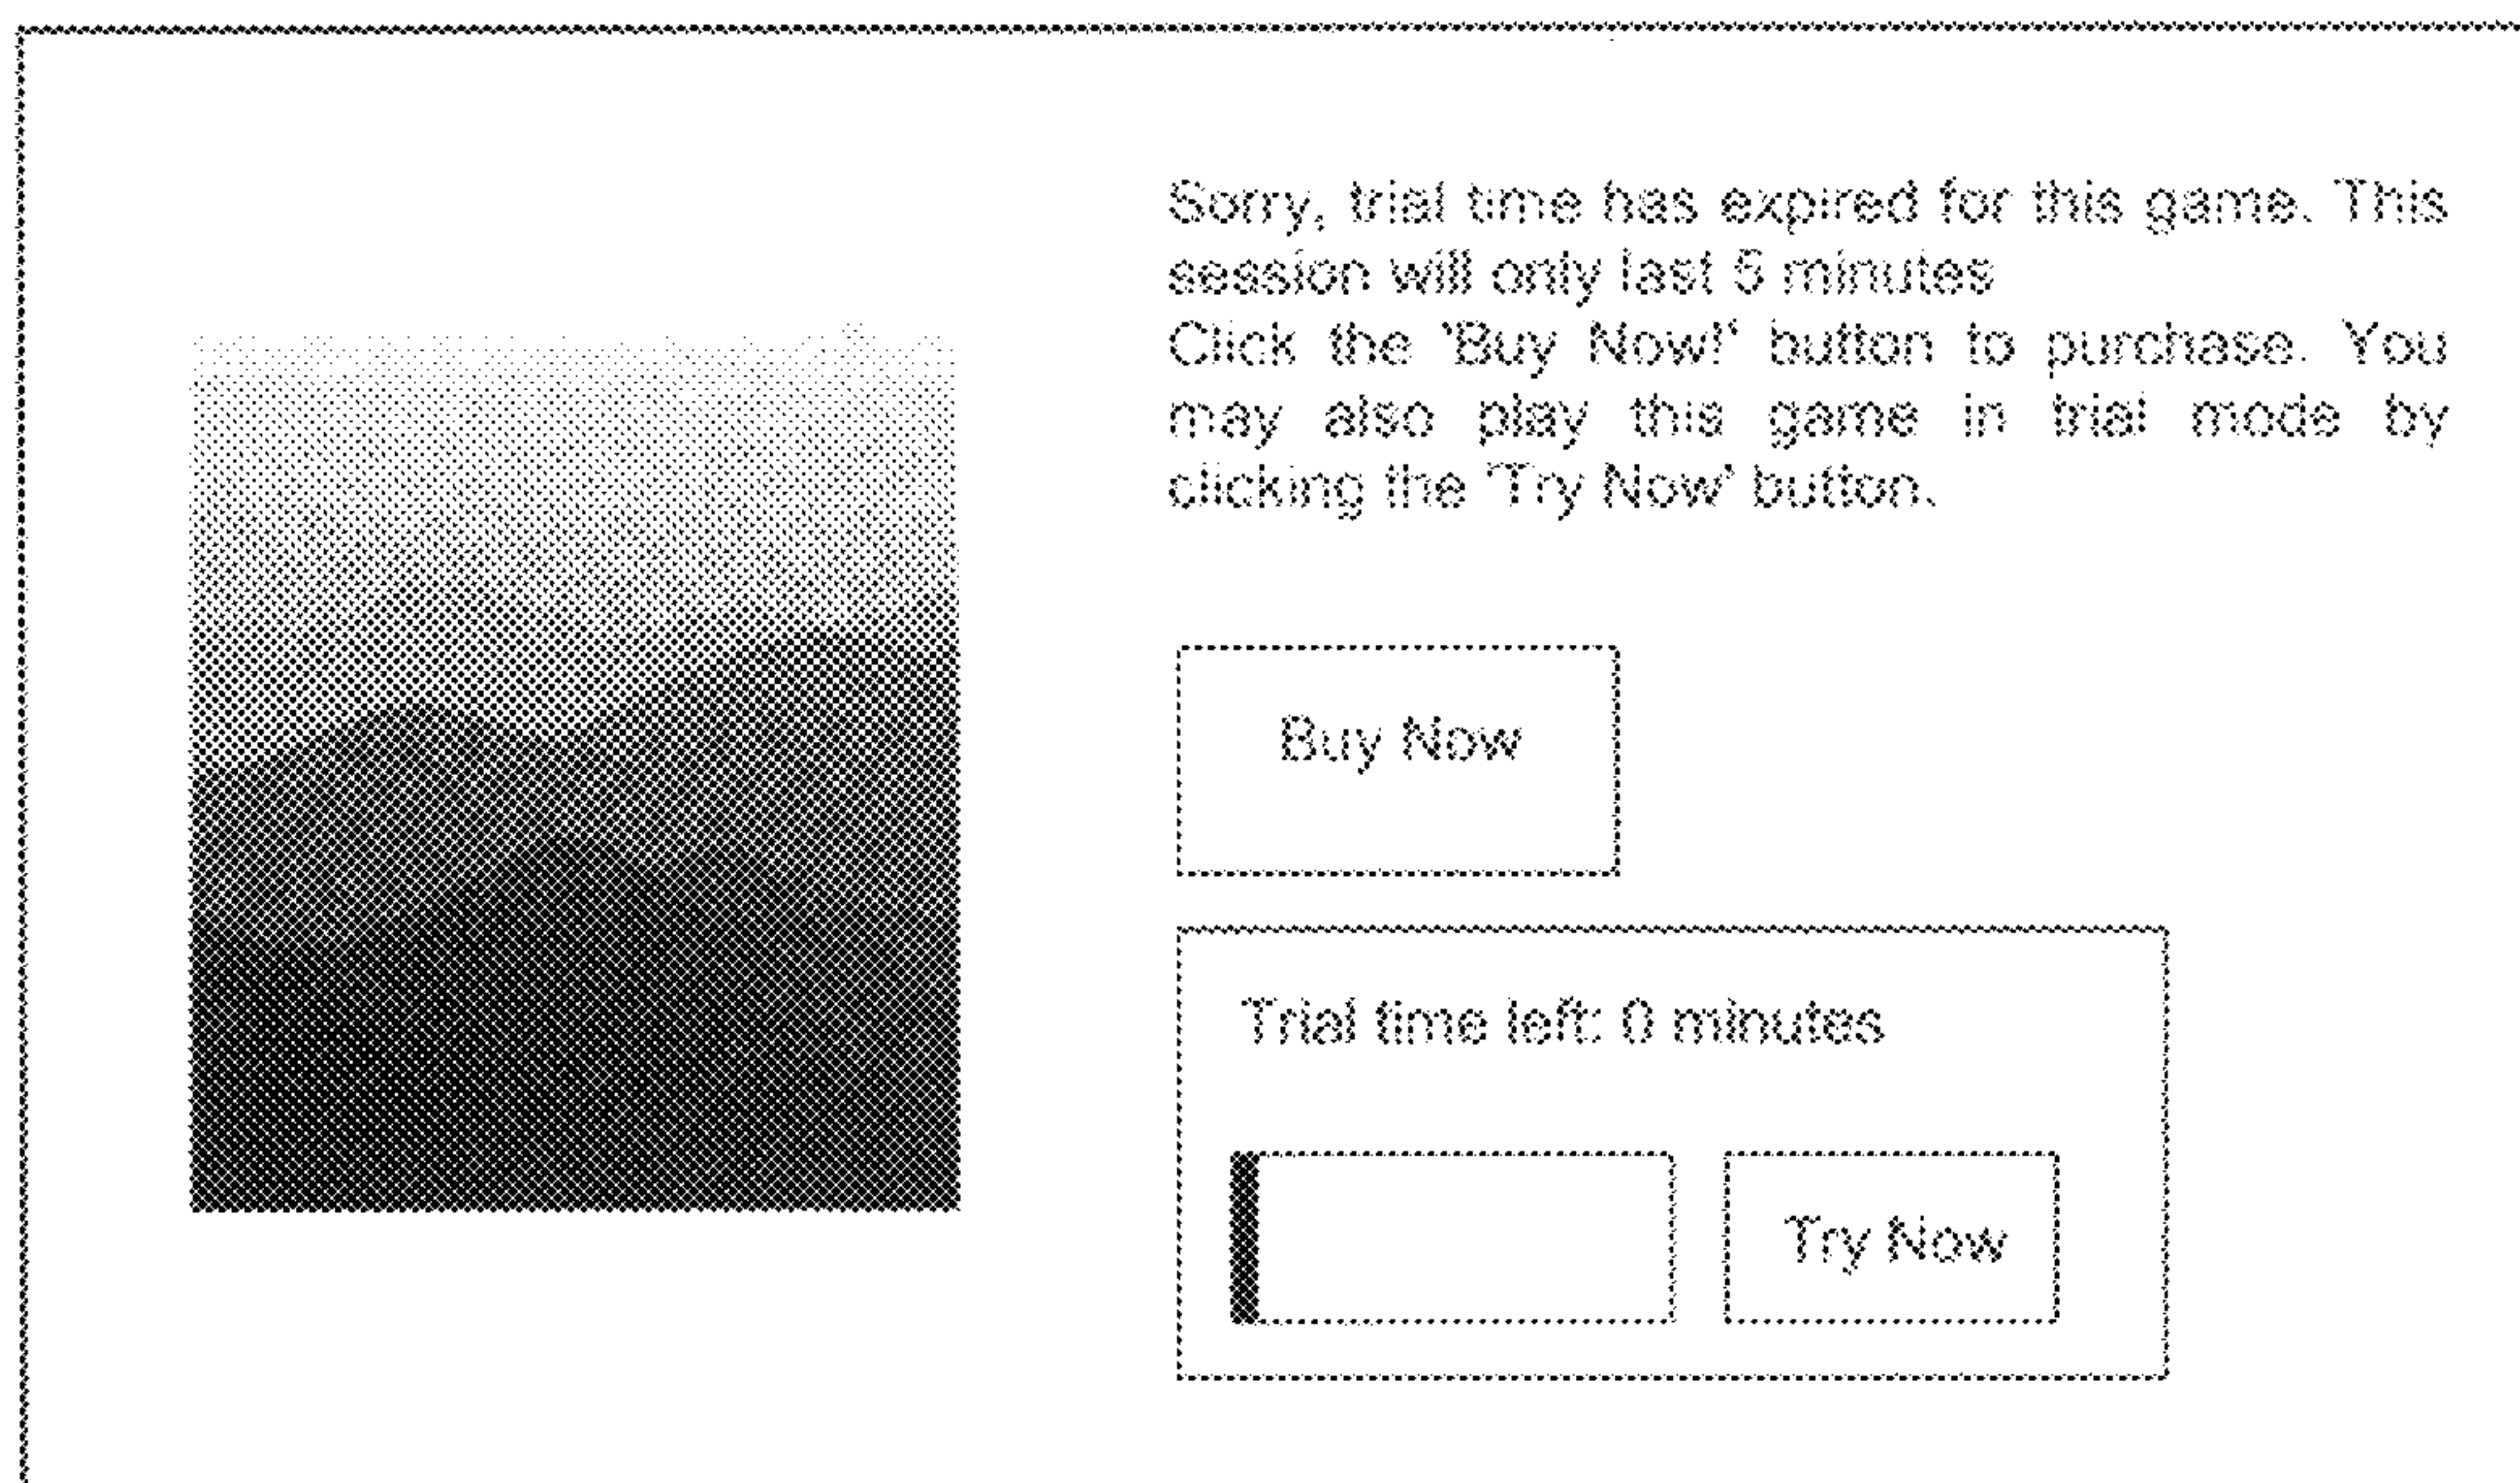 Sorry, trial time has expired for this game. This
session will only last 5 minutes
Click the 'Buy Now!' button to purchase. You
may also play this game in trial mode by
clicking the 'Try Now' button.
Buy Now
Trial time left: 0 minutes
Try Now